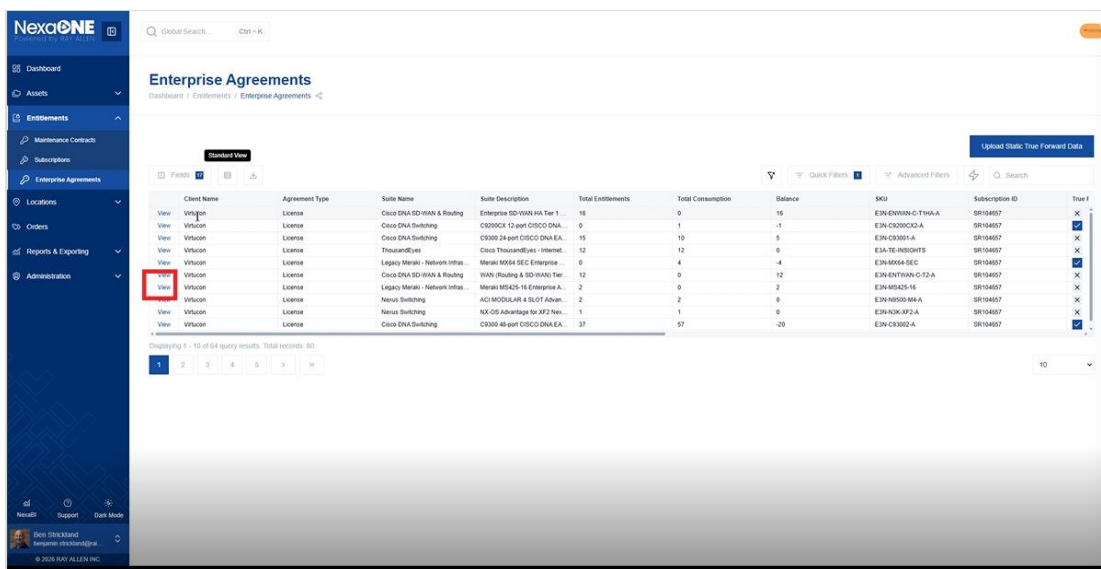 NexaONE
Powered by RAY ALLEN
Global Search... Ctrl + K
Dashboard
Assets
Entitlements
Maintenance Contracts
Subscriptions
Enterprise Agreements
Locations
Orders
Reports & Exporting
Administration
Enterprise Agreements
Dashboard / Entitlements / Enterprise Agreements
Upload Static True Forward Data
Standard View
Fields 17
Quick Filters 1
Advanced Filters
Search
Client Name Agreement Type Suite Name Suite Description Total Entitlements Total Consumption Balance SKU Subscription ID True F
View Virtucon License Cisco DNA SD-WAN & Routing Enterprise SD-WAN HA Tier 1 ... 16 0 16 E3N-ENWAN-C-T1HA-A SR104657
View Virtucon License Cisco DNA Switching C9200CX 12-port CISCO DNA ... 0 1 -1 E3N-C9200CX2-A SR104657
View Virtucon License Cisco DNA Switching C9300 24-port CISCO DNA EA... 15 10 5 E3N-C93001-A SR104657
View Virtucon License ThousandEyes Cisco ThousandEyes - Internet... 12 12 0 E3A-TE-INSIGHTS SR104657
View Virtucon License Legacy Meraki - Network Infras... Meraki MX64 SEC Enterprise ... 0 4 -4 E3N-MX64-SEC SR104657
View Virtucon License Cisco DNA SD-WAN & Routing WAN (Routing & SD-WAN) Tier... 12 0 12 E3N-ENTWAN-C-T2-A SR104657
View Virtucon License Legacy Meraki - Network Infras... Meraki MS425-16 Enterprise A... 2 0 2 E3N-MS425-16 SR104657
View Virtucon License Nexus Switching ACI MODULAR 4 SLOT Advan... 2 2 0 E3N-N9500-M4-A SR104657
View Virtucon License Nexus Switching NX-OS Advantage for XF2 Nex... 1 1 0 E3N-N3K-XF2-A SR104657
View Virtucon License Cisco DNA Switching C9300 48-port CISCO DNA EA... 37 57 -20 E3N-C93002-A SR104657
Displaying 1 - 10 of 64 query results. Total records: 80.
1 2 3 4 5
10
NexaBI Support Dark Mode
Ben Strickland
benjamin.strickland@rai...
© 2026 RAY ALLEN INC.